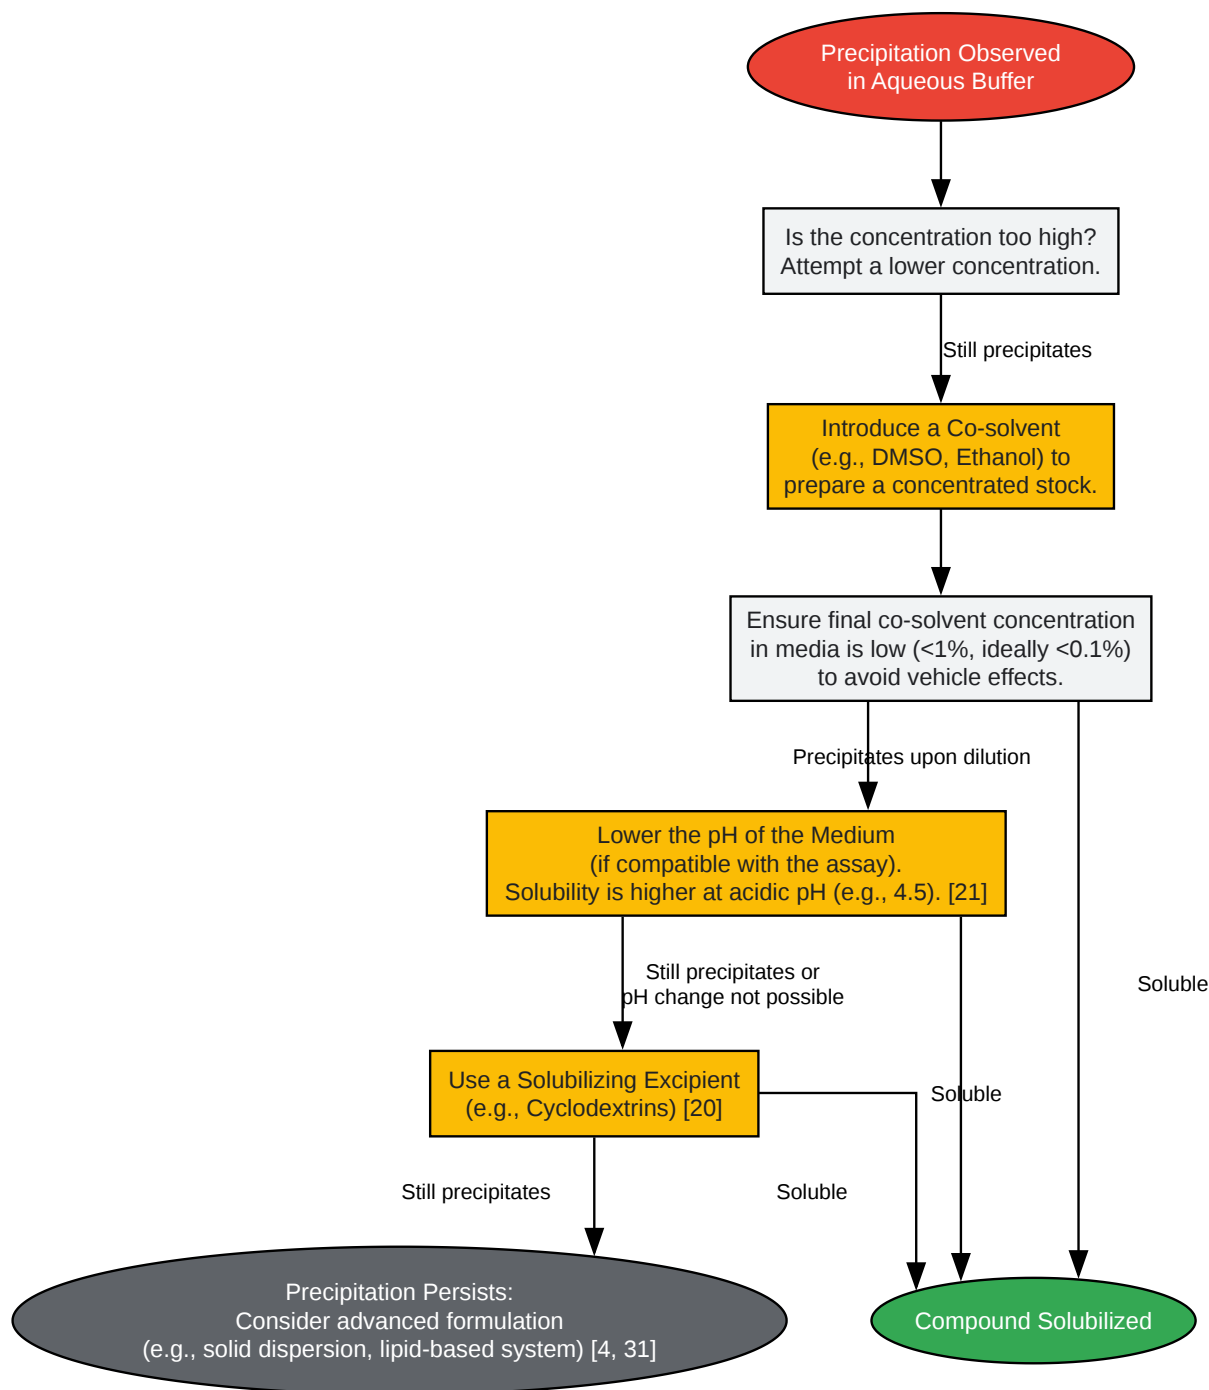 Precipitation Observed
in Aqueous Buffer
Is the concentration too high?
Attempt a lower concentration.
Still precipitates
Introduce a Co-solvent
(e.g., DMSO, Ethanol) to
prepare a concentrated stock.
Ensure final co-solvent concentration
in media is low (<1%, ideally <0.1%)
to avoid vehicle effects.
Precipitates upon dilution
Lower the pH of the Medium
(if compatible with the assay).
Solubility is higher at acidic pH (e.g., 4.5). [21]
Still precipitates or
pH change not possible
Soluble
Use a Solubilizing Excipient
(e.g., Cyclodextrins) [20]
Soluble
Still precipitates
Soluble
Precipitation Persists:
Consider advanced formulation
(e.g., solid dispersion, lipid-based system) [4, 31]
Compound Solubilized